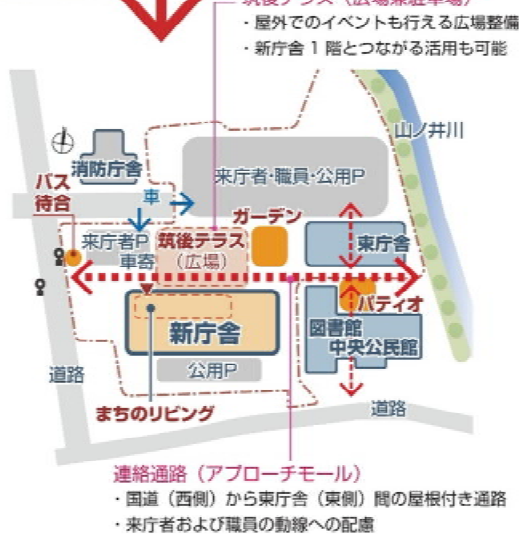 筑後テラス（広場兼駐車場）
・屋外でのイベントも行える広場整備
・新庁舎１階とつながる活用も可能
山ノ井川
消防庁舎
バス
待合
車
来庁者・職員・公用P
ガーデン
来庁者P
車寄
筑後テラス
（広場）
東庁舎
パティオ
新庁舎
図書館
中央公民館
公用P
道路
まちのリビング
道路
連絡通路（アプローチモール）
・国道（西側）から東庁舎（東側）間の屋根付き通路
・来庁者および職員の動線への配慮